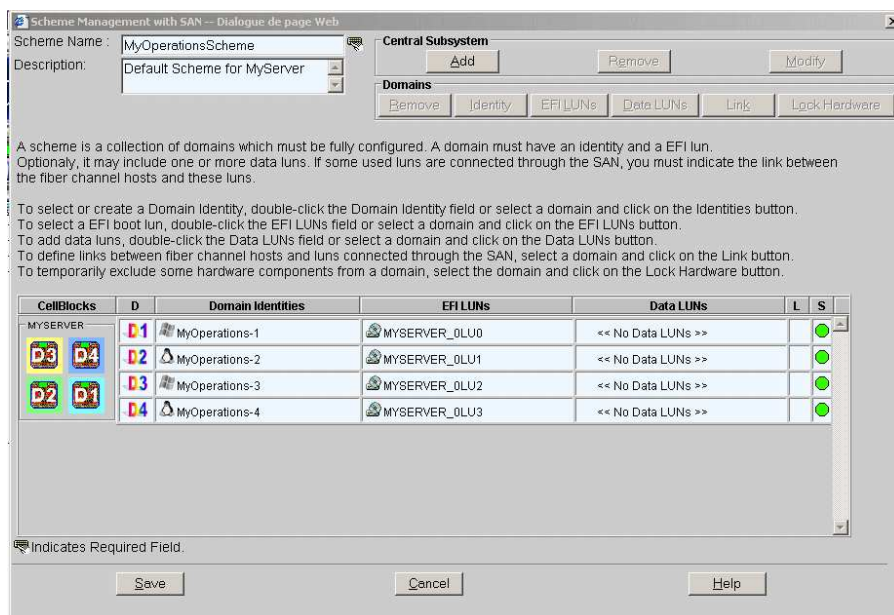 Scheme Management with SAN -- Dialogue de page Web
Scheme Name : MyOperationsScheme
Description: Default Scheme for MyServer
Central Subsystem
Add Remove Modify
Domains
Remove Identity EFI LUNs Data LUNs Link Lock Hardware
A scheme is a collection of domains which must be fully configured. A domain must have an identity and a EFI lun.
Optionaly, it may include one or more data luns. If some used luns are connected through the SAN, you must indicate the link between
the fiber channel hosts and these luns.
To select or create a Domain Identity, double-click the Domain Identity field or select a domain and click on the Identities button.
To select a EFI boot lun, double-click the EFI LUNs field or select a domain and click on the EFI LUNs button.
To add data luns, double-click the Data LUNs field or select a domain and click on the Data LUNs button.
To define links between fiber channel hosts and luns connected through the SAN, select a domain and click on the Link button.
To temporarily exclude some hardware components from a domain, select the domain and click on the Lock Hardware button.
CellBlocks D Domain Identities EFI LUNs Data LUNs L S
MYSERVER
D3 D4
D2 D1
D1 MyOperations-1 MYSERVER_0LU0 << No Data LUNs >>
D2 MyOperations-2 MYSERVER_0LU1 << No Data LUNs >>
D3 MyOperations-3 MYSERVER_0LU2 << No Data LUNs >>
D4 MyOperations-4 MYSERVER_0LU3 << No Data LUNs >>
Indicates Required Field.
Save Cancel Help